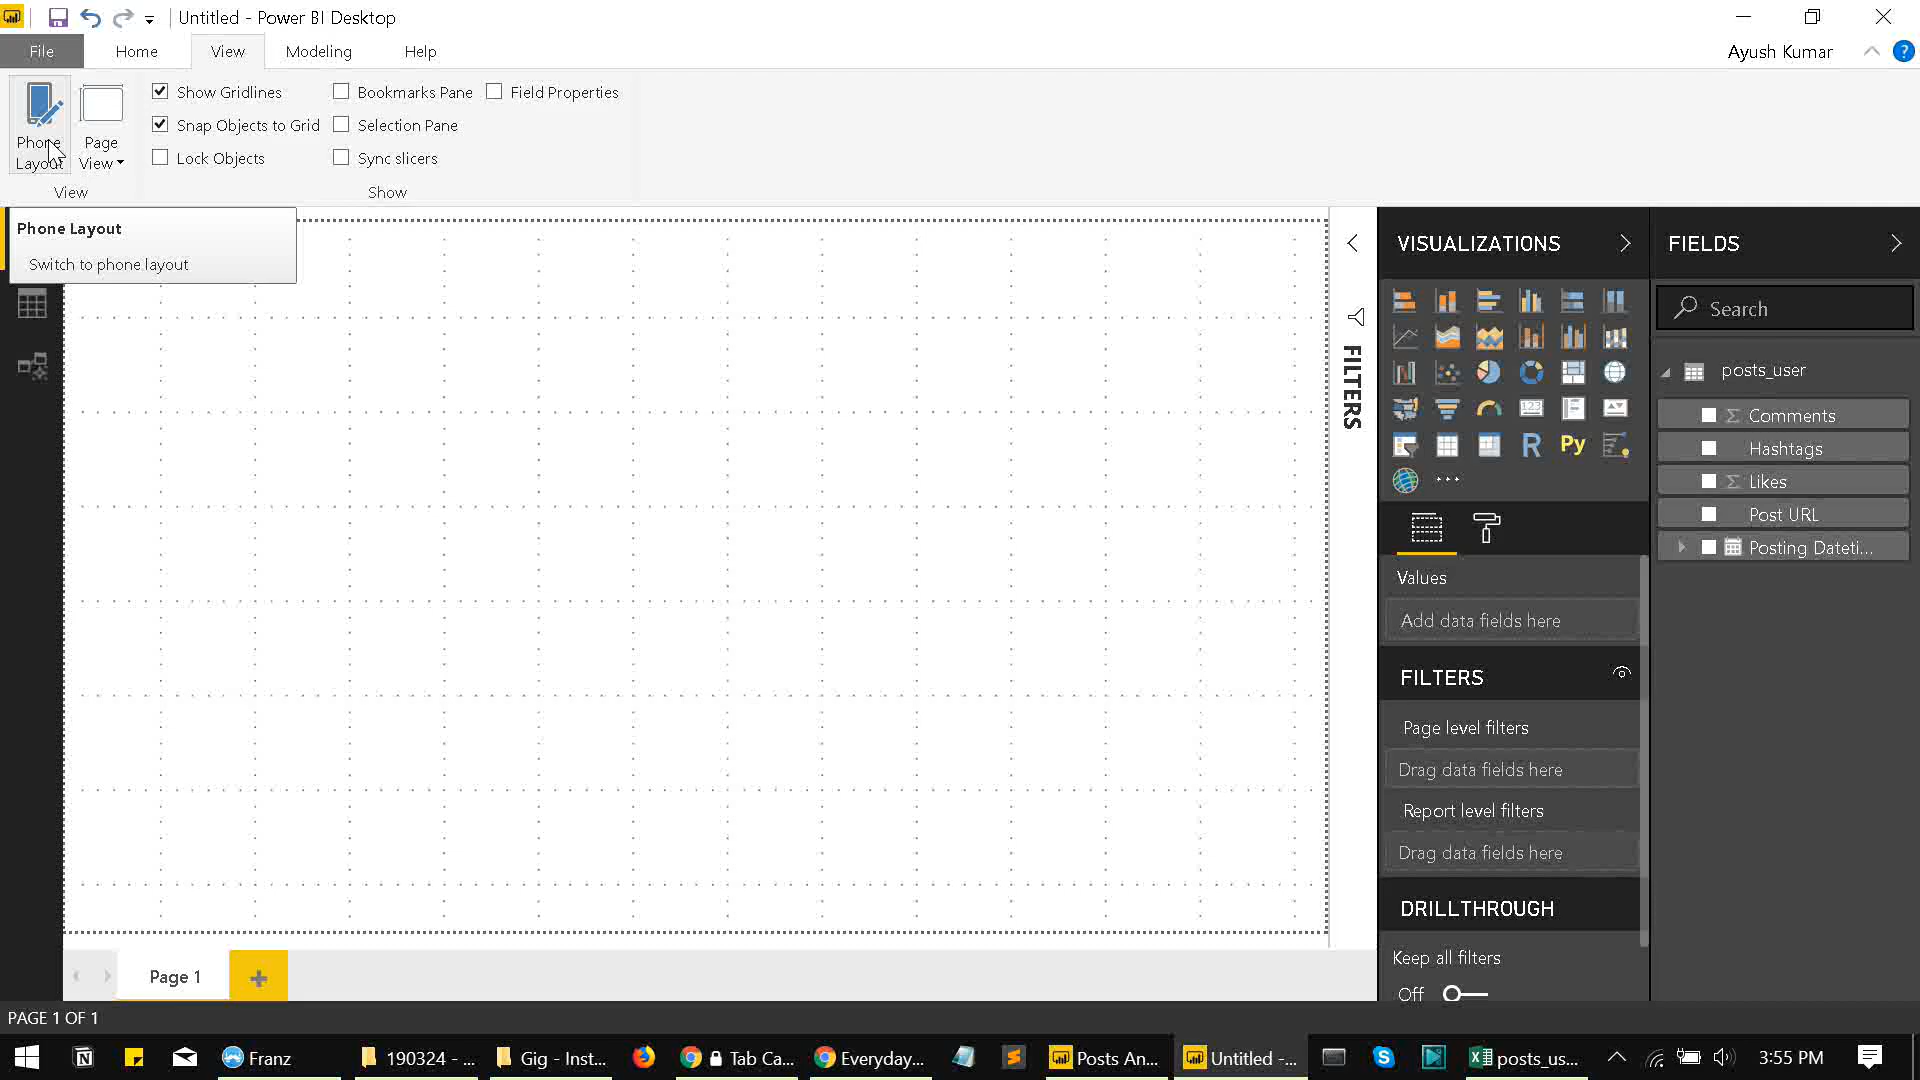 Untitled - Power BI Desktop
File
Home
View
Modeling
Help
Ayush Kumar
?
Phone
Layout
Page
View
Show Gridlines
Snap Objects to Grid
Lock Objects
Bookmarks Pane
Selection Pane
Sync slicers
Field Properties
View
Show
Phone Layout
Switch to phone layout
FILTERS
VISUALIZATIONS
123
R
Py
Values
Add data fields here
FILTERS
Page level filters
Drag data fields here
Report level filters
Drag data fields here
DRILLTHROUGH
Keep all filters
Off
FIELDS
Search
posts_user
Comments
Hashtags
Likes
Post URL
Posting Dateti...
Page 1
PAGE 1 OF 1
Franz
190324 - ...
Gig - Inst...
Tab Ca...
Everyday...
Posts An...
Untitled -...
posts_us...
3:55 PM